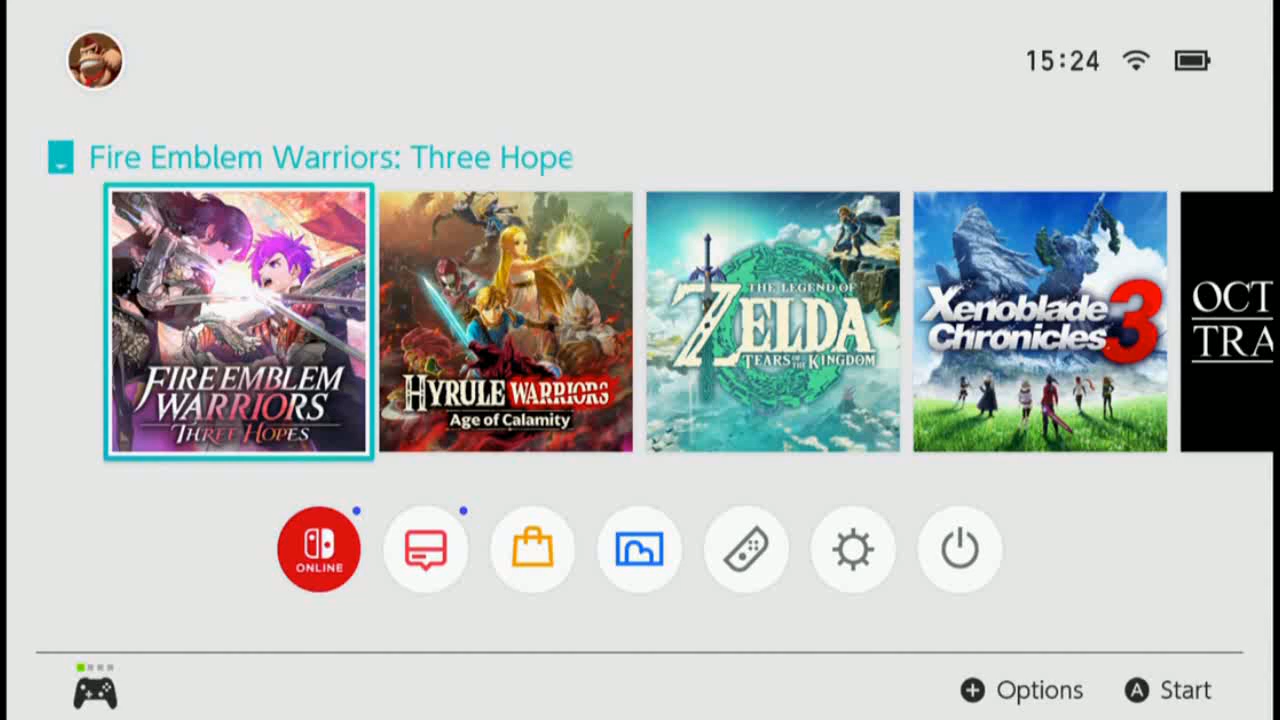 15:24
Fire Emblem Warriors: Three Hope
FIRE EMBLEM
WARRIORS
THREE HOPES
HYRULE WARRIORS
Age of Calamity
THE LEGEND OF
ZELDA
TEARS OF THE KINGDOM
Xenoblade
Chronicles 3
OCT
TRA
ONLINE
+ Options
A Start